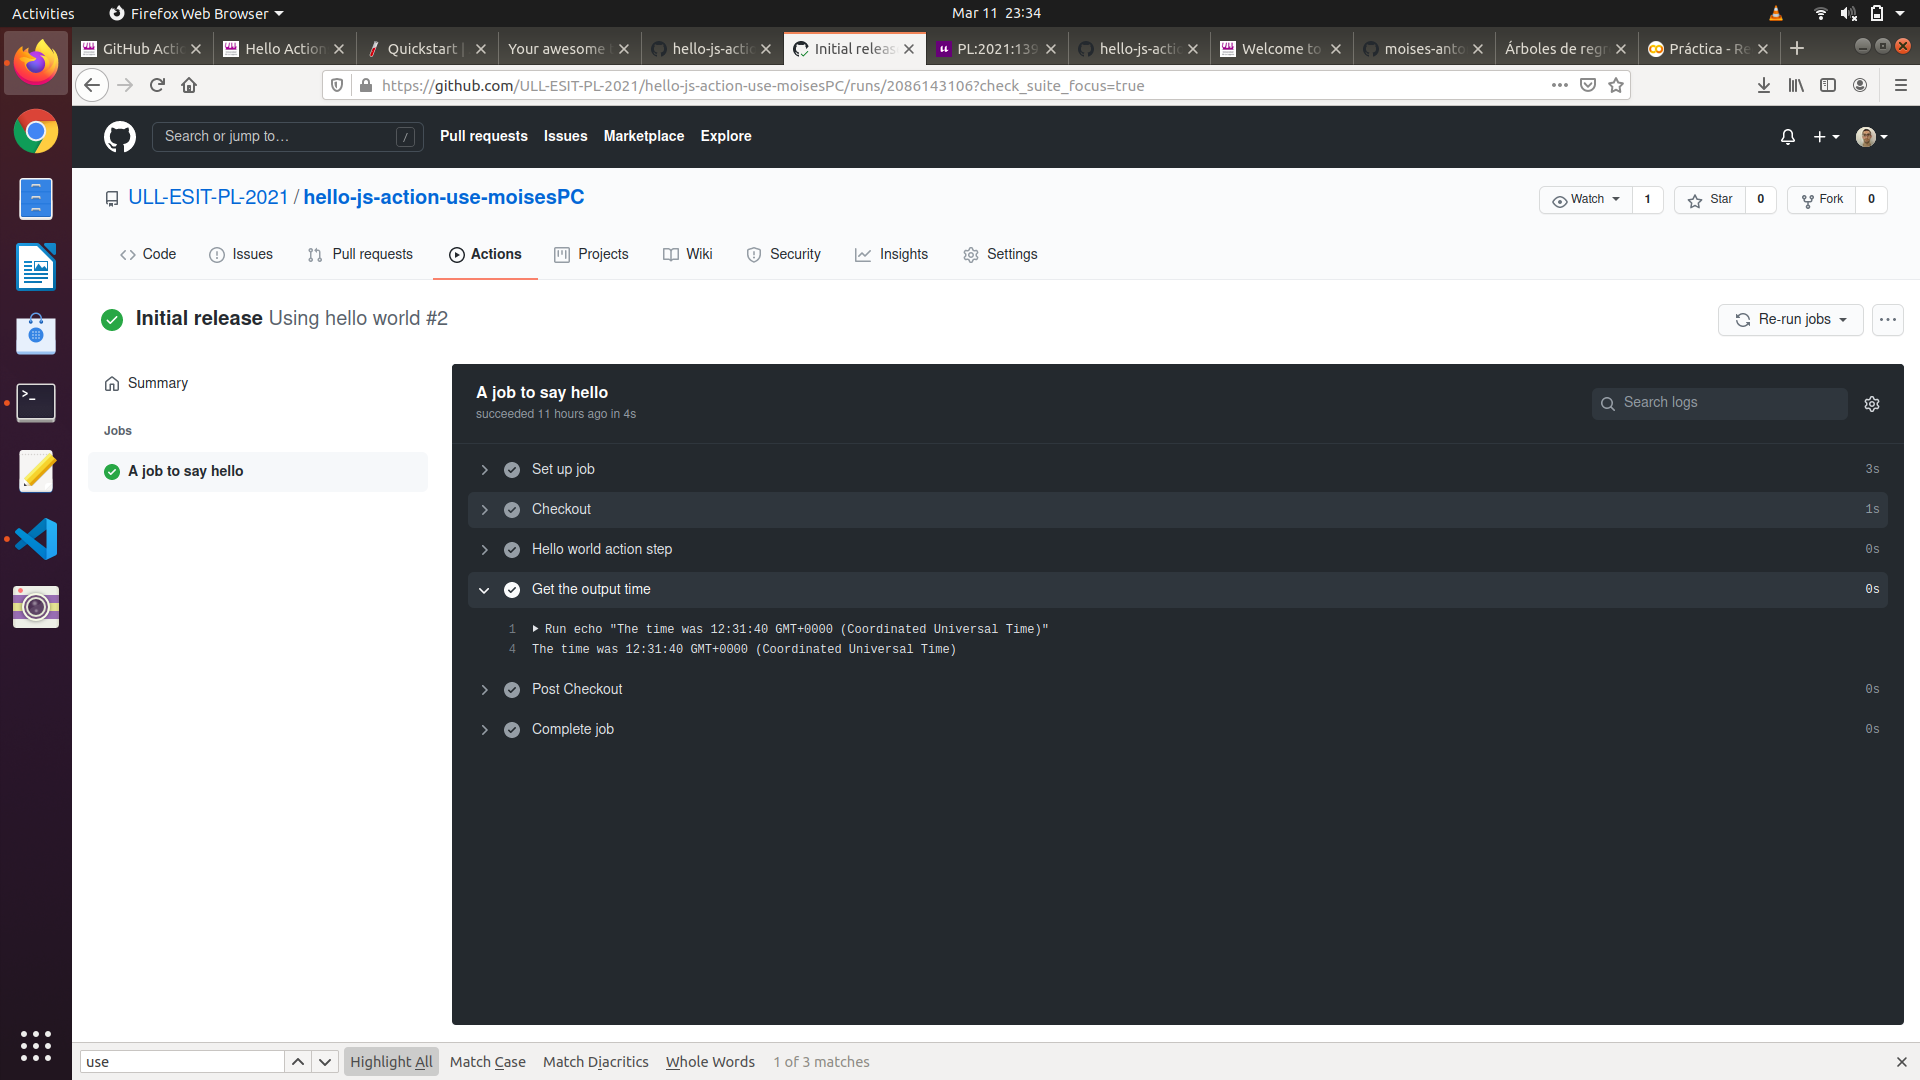 Activities Firefox Web Browser Mar 11 23:34
GitHub Actio Hello Action Quickstart | Your awesome hello-js-actio Initial releas PL:2021:139 hello-js-actio Welcome to moises-anto Árboles de regr Práctica - Re
https://github.com/ULL-ESIT-PL-2021/hello-js-action-use-moisesPC/runs/2086143106?check_suite_focus=true
Search or jump to… / Pull requests Issues Marketplace Explore
ULL-ESIT-PL-2021 / hello-js-action-use-moisesPC Watch 1 Star 0 Fork 0
Code Issues Pull requests Actions Projects Wiki Security Insights Settings
Initial release Using hello world #2 Re-run jobs
Summary
Jobs
A job to say hello
A job to say hello
succeeded 11 hours ago in 4s
Search logs
Set up job 3s
Checkout 1s
Hello world action step 0s
Get the output time 0s
1 Run echo "The time was 12:31:40 GMT+0000 (Coordinated Universal Time)"
4 The time was 12:31:40 GMT+0000 (Coordinated Universal Time)
Post Checkout 0s
Complete job 0s
use Highlight All Match Case Match Diacritics Whole Words 1 of 3 matches